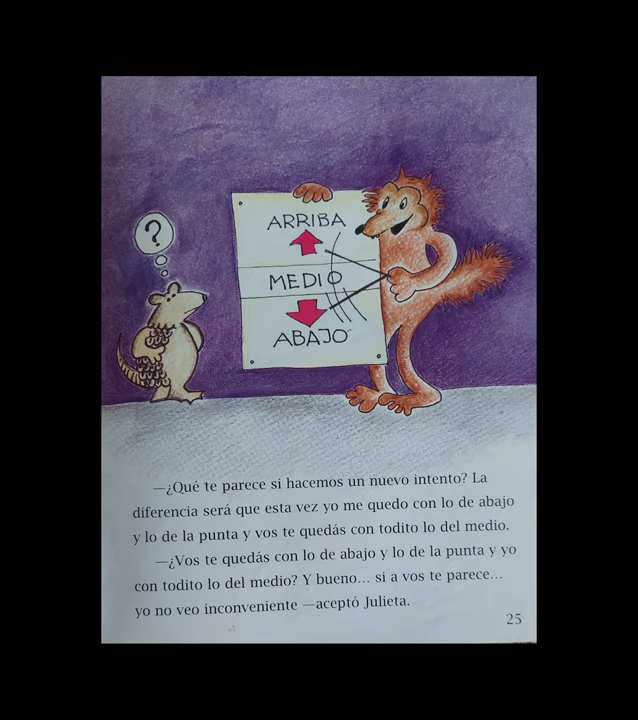 ?
ARRIBA
MEDIO
ABAJO
—¿Qué te parece si hacemos un nuevo intento? La
diferencia será que esta vez yo me quedo con lo de abajo
y lo de la punta y vos te quedás con todito lo del medio.
—¿Vos te quedás con lo de abajo y lo de la punta y yo
con todito lo del medio? Y bueno... si a vos te parece...
yo no veo inconveniente —aceptó Julieta.
25